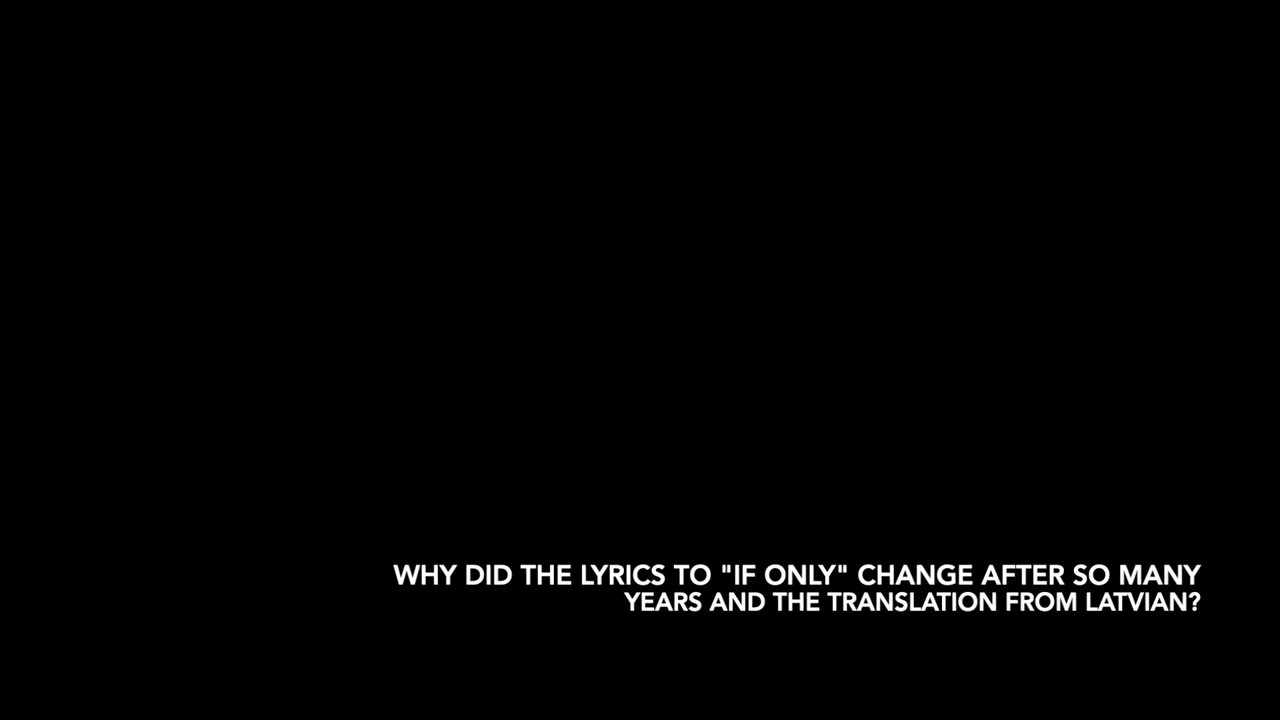 WHY DID THE LYRICS TO "IF ONLY" CHANGE AFTER SO MANY
YEARS AND THE TRANSLATION FROM LATVIAN?